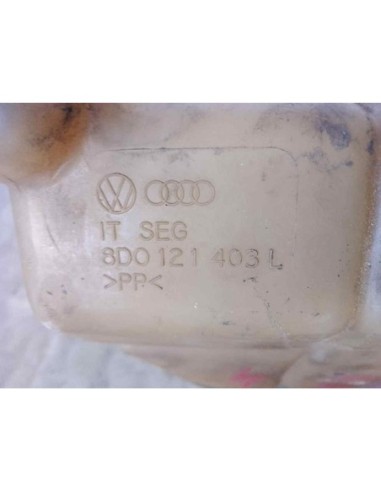 IT SEG
8D0 121 403 L
>PP<